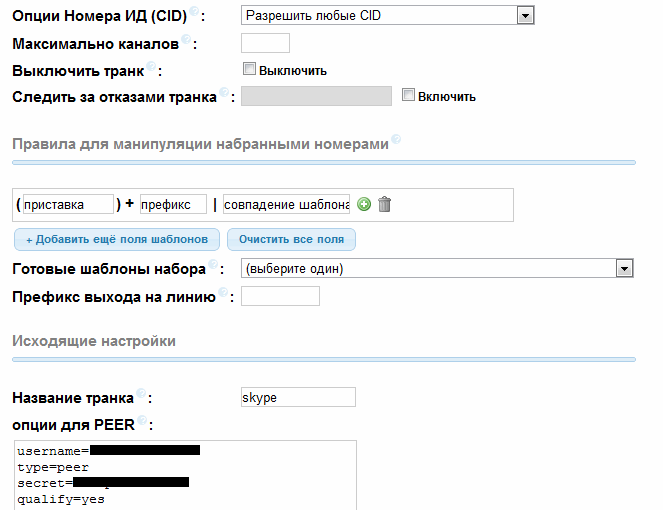 Опции Номера ИД (CID) ? : Разрешить любые CID
Максимально каналов ? :
Выключить транк ? : Выключить
Следить за отказами транка ? : Включить
Правила для манипуляции набранными номерами ?
( приставка ) + префикс | совпадение шаблона
+ Добавить ещё поля шаблонов Очистить все поля
Готовые шаблоны набора ? : (выберите один)
Префикс выхода на линию ? :
Исходящие настройки
Название транка ? : skype
опции для PEER ? :
username=
type=peer
secret=
qualify=yes